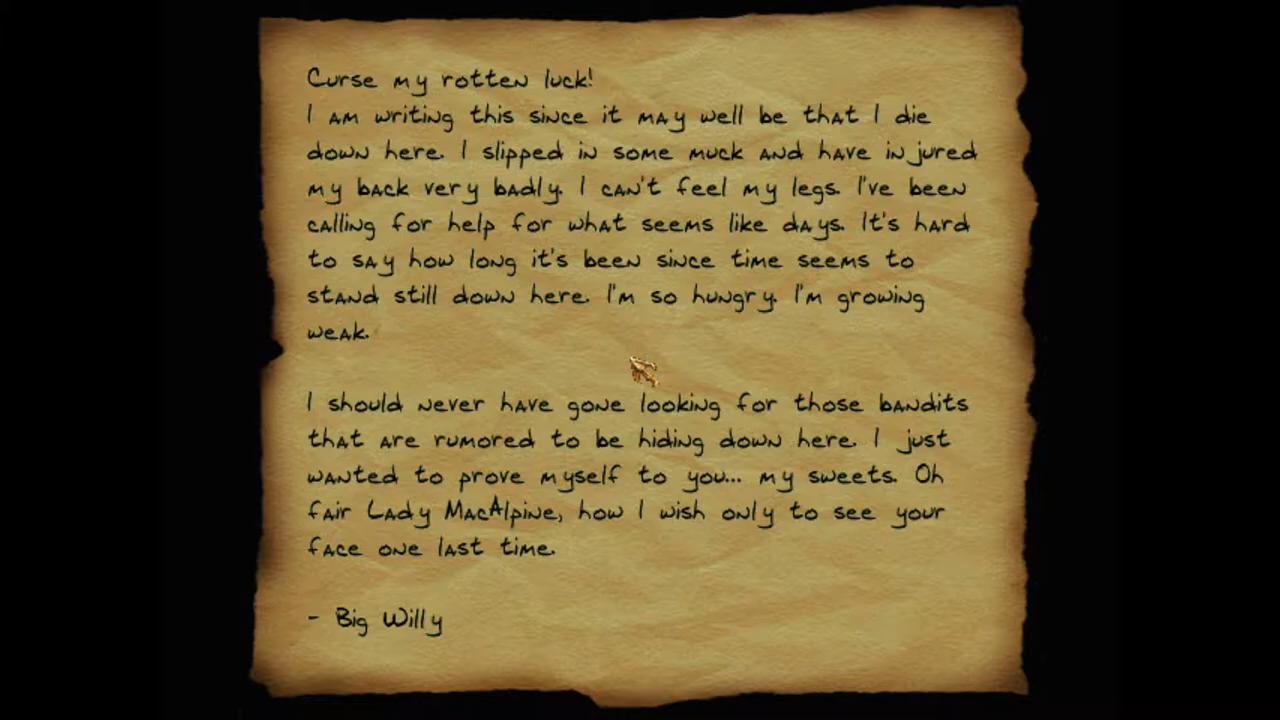 Curse my rotten luck!
I am writing this since it may well be that I die
down here. I slipped in some muck and have injured
my back very badly. I can't feel my legs. I've been
calling for help for what seems like days. It's hard
to say how long it's been since time seems to
stand still down here. I'm so hungry. I'm growing
weak.
I should never have gone looking for those bandits
that are rumored to be hiding down here. I just
wanted to prove myself to you... my sweets. Oh
fair Lady MacAlpine, how I wish only to see your
face one last time.
- Big Willy